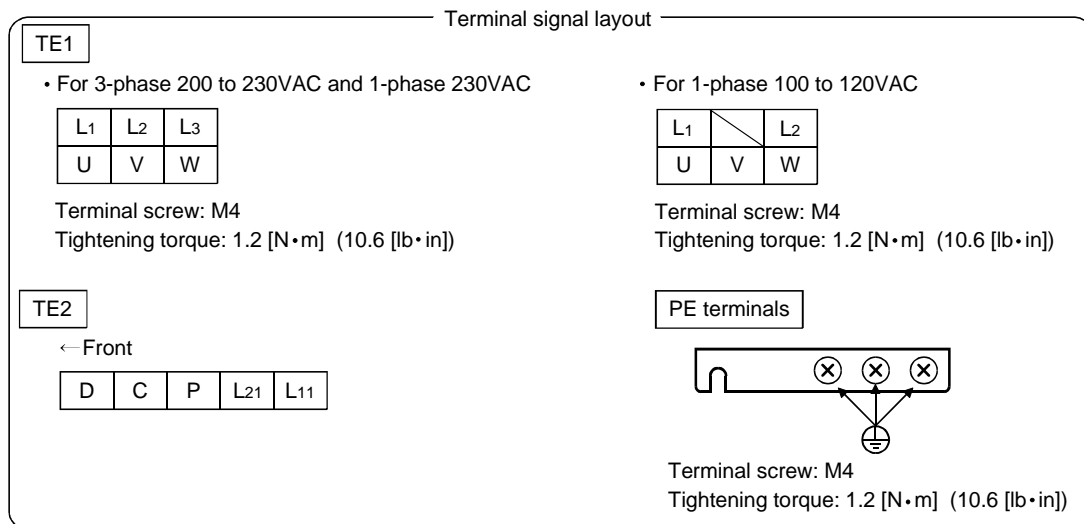 Terminal signal layout
TE1
• For 3-phase 200 to 230VAC and 1-phase 230VAC
L1 L2 L3
U V W
Terminal screw: M4
Tightening torque: 1.2 [N•m] (10.6 [lb•in])
• For 1-phase 100 to 120VAC
L1 L2
U V W
Terminal screw: M4
Tightening torque: 1.2 [N•m] (10.6 [lb•in])
TE2
←Front
D C P L21 L11
PE terminals
Terminal screw: M4
Tightening torque: 1.2 [N•m] (10.6 [lb•in])